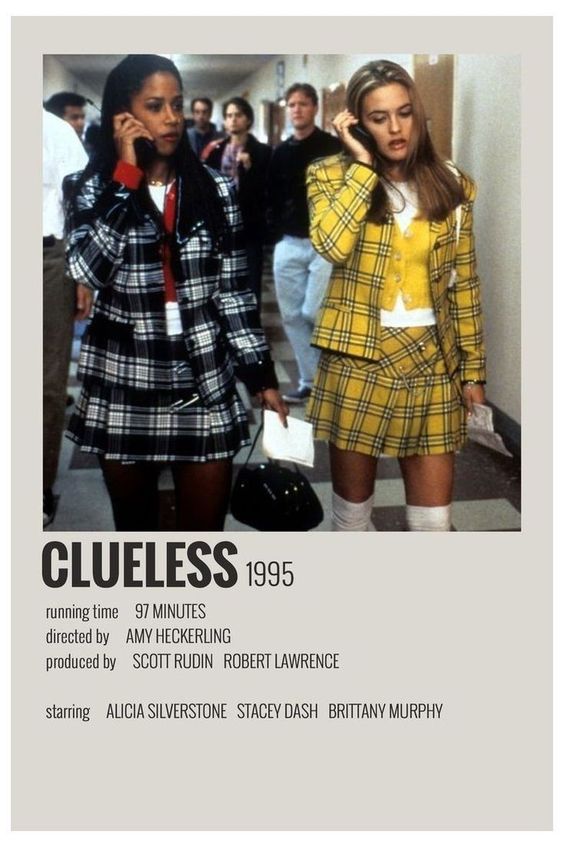 CLUELESS 1995
running time 97 MINUTES
directed by AMY HECKERLING
produced by SCOTT RUDIN ROBERT LAWRENCE
starring ALICIA SILVERSTONE STACEY DASH BRITTANY MURPHY